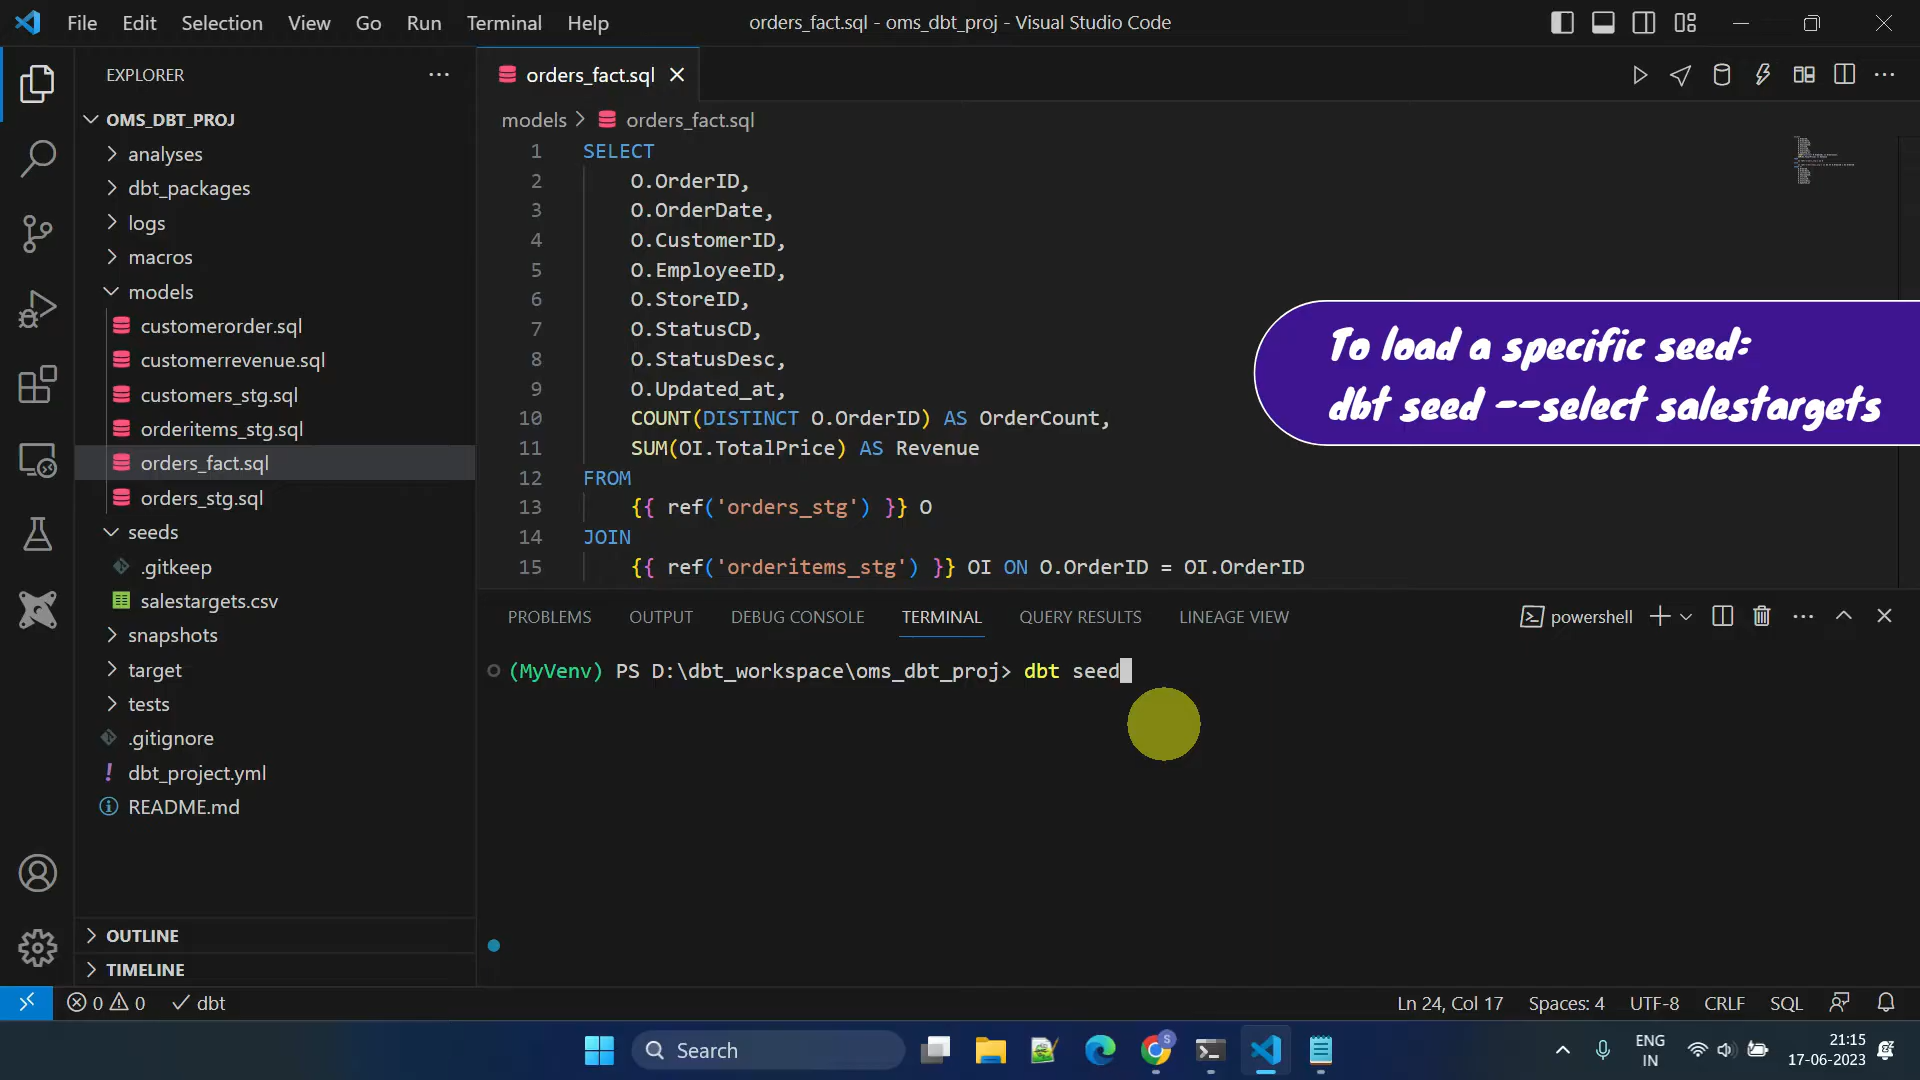 File Edit Selection View Go Run Terminal Help
orders_fact.sql - oms_dbt_proj - Visual Studio Code
EXPLORER
OMS_DBT_PROJ
analyses
dbt_packages
logs
macros
models
customerorder.sql
customerrevenue.sql
customers_stg.sql
orderitems_stg.sql
orders_fact.sql
orders_stg.sql
seeds
.gitkeep
salestargets.csv
snapshots
target
tests
.gitignore
dbt_project.yml
README.md
OUTLINE
TIMELINE
orders_fact.sql
models > orders_fact.sql
1 SELECT
2 O.OrderID,
3 O.OrderDate,
4 O.CustomerID,
5 O.EmployeeID,
6 O.StoreID,
7 O.StatusCD,
8 O.StatusDesc,
9 O.Updated_at,
10 COUNT(DISTINCT O.OrderID) AS OrderCount,
11 SUM(OI.TotalPrice) AS Revenue
12 FROM
13 {{ ref('orders_stg') }} O
14 JOIN
15 {{ ref('orderitems_stg') }} OI ON O.OrderID = OI.OrderID
To load a specific seed:
dbt seed --select salestargets
PROBLEMS OUTPUT DEBUG CONSOLE TERMINAL QUERY RESULTS LINEAGE VIEW
powershell
(MyVenv) PS D:\dbt_workspace\oms_dbt_proj> dbt seed
0 0 dbt
Ln 24, Col 17 Spaces: 4 UTF-8 CRLF SQL
Search
S
ENG
IN
21:15
17-06-2023